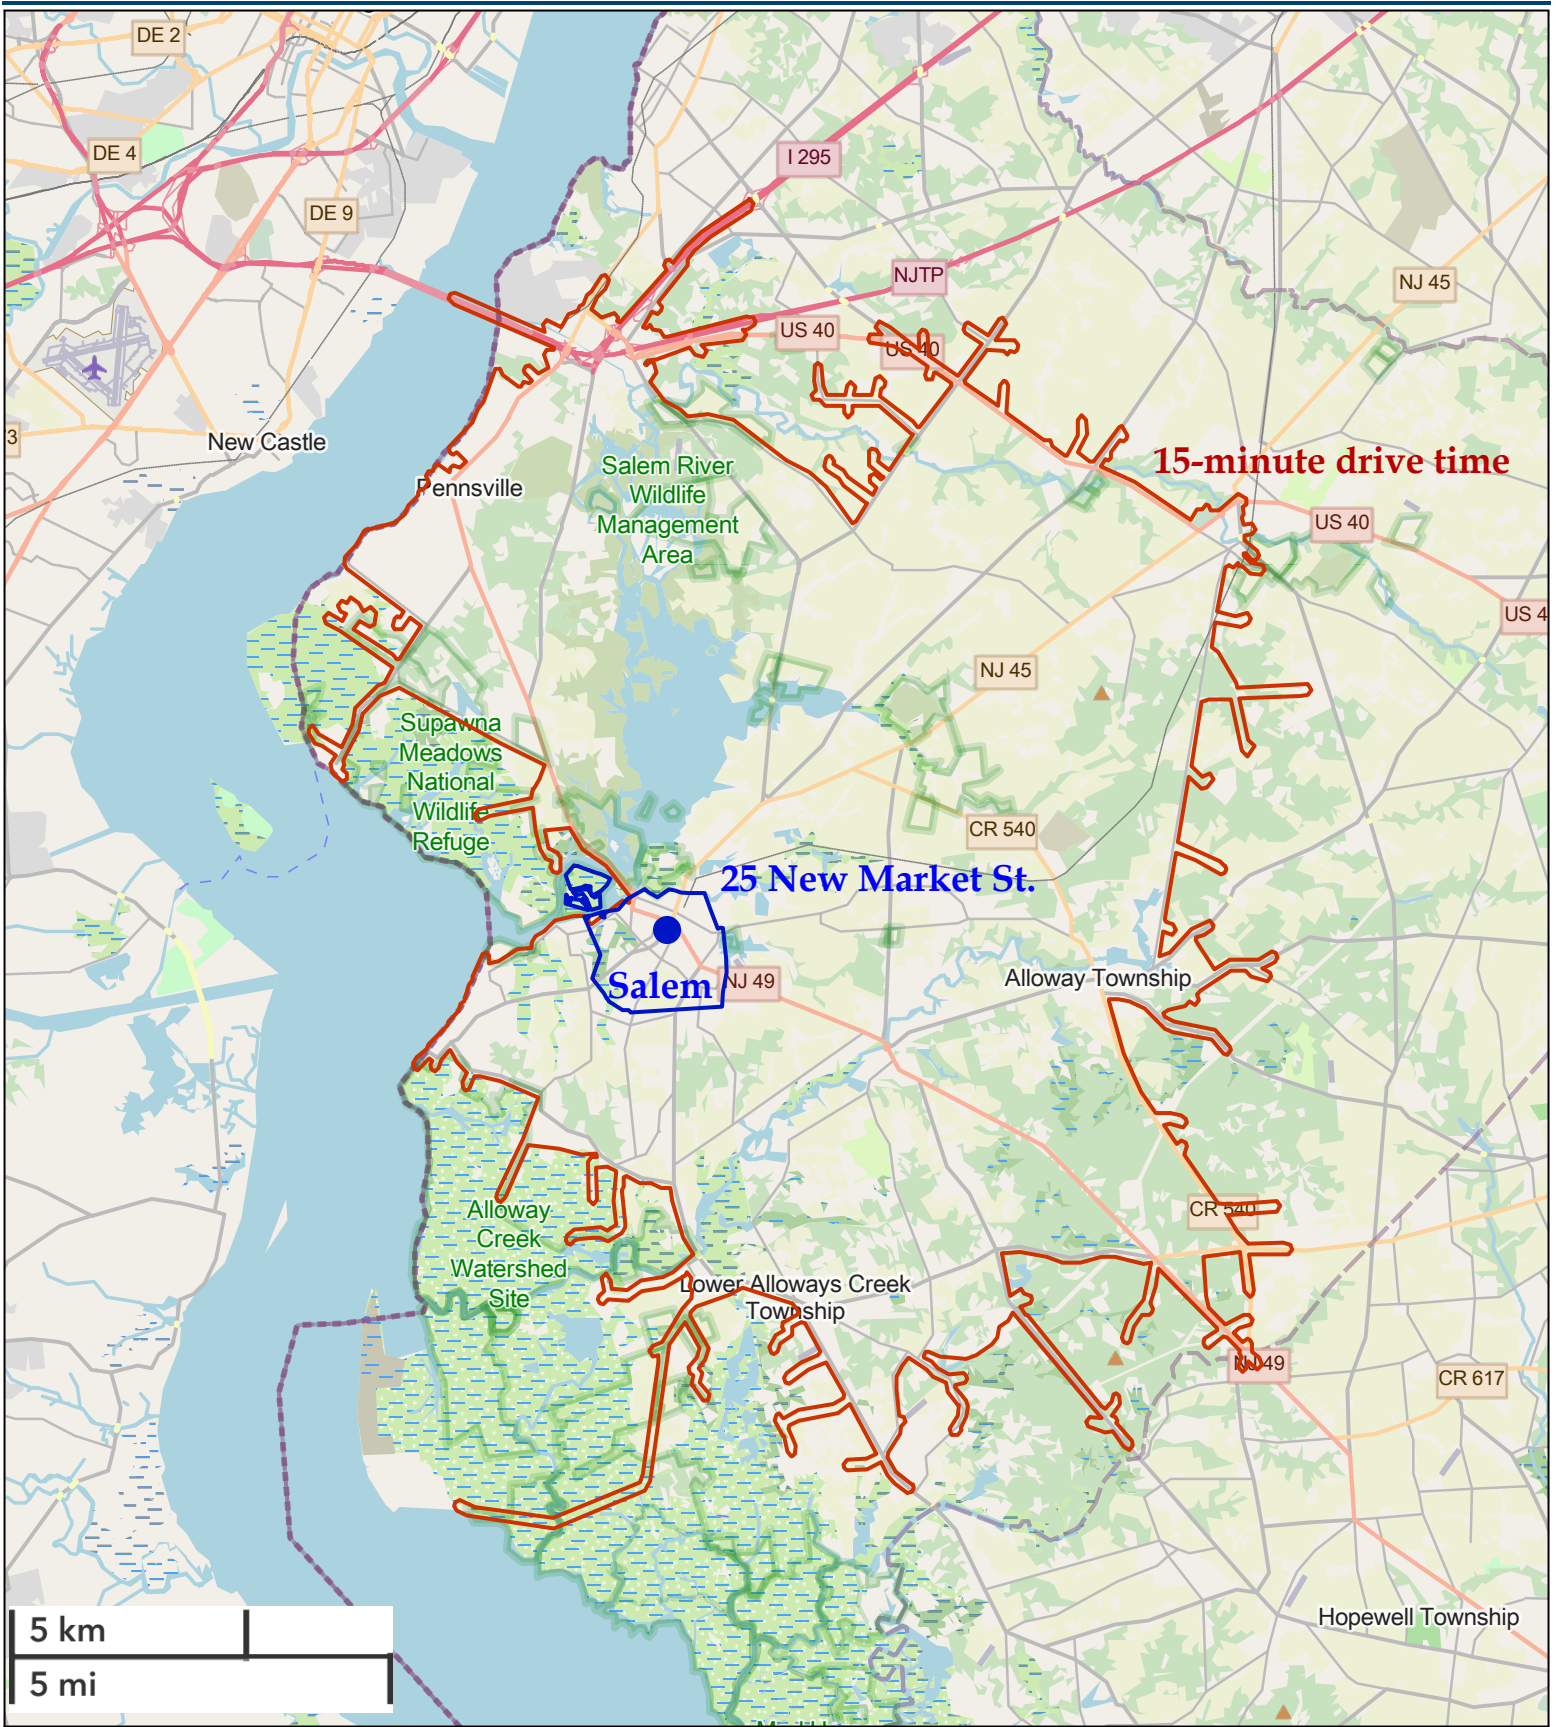 DE 2
I 295
DE 4
DE 9
NJTP
NJ 45
US 40
US 40
New Castle
15-minute drive time
Salem River
Wildlife
Management
Area
Pennsville
US 40
US 4
NJ 45
Supawna
Meadows
National
Wildlife
Refuge
CR 540
25 New Market St.
Salem
NJ 49
Alloway Township
Alloway
Creek
Watershed
Site
CR 540
Lower Alloways Creek
Township
NJ 49
CR 617
Hopewell Township
5 km
5 mi